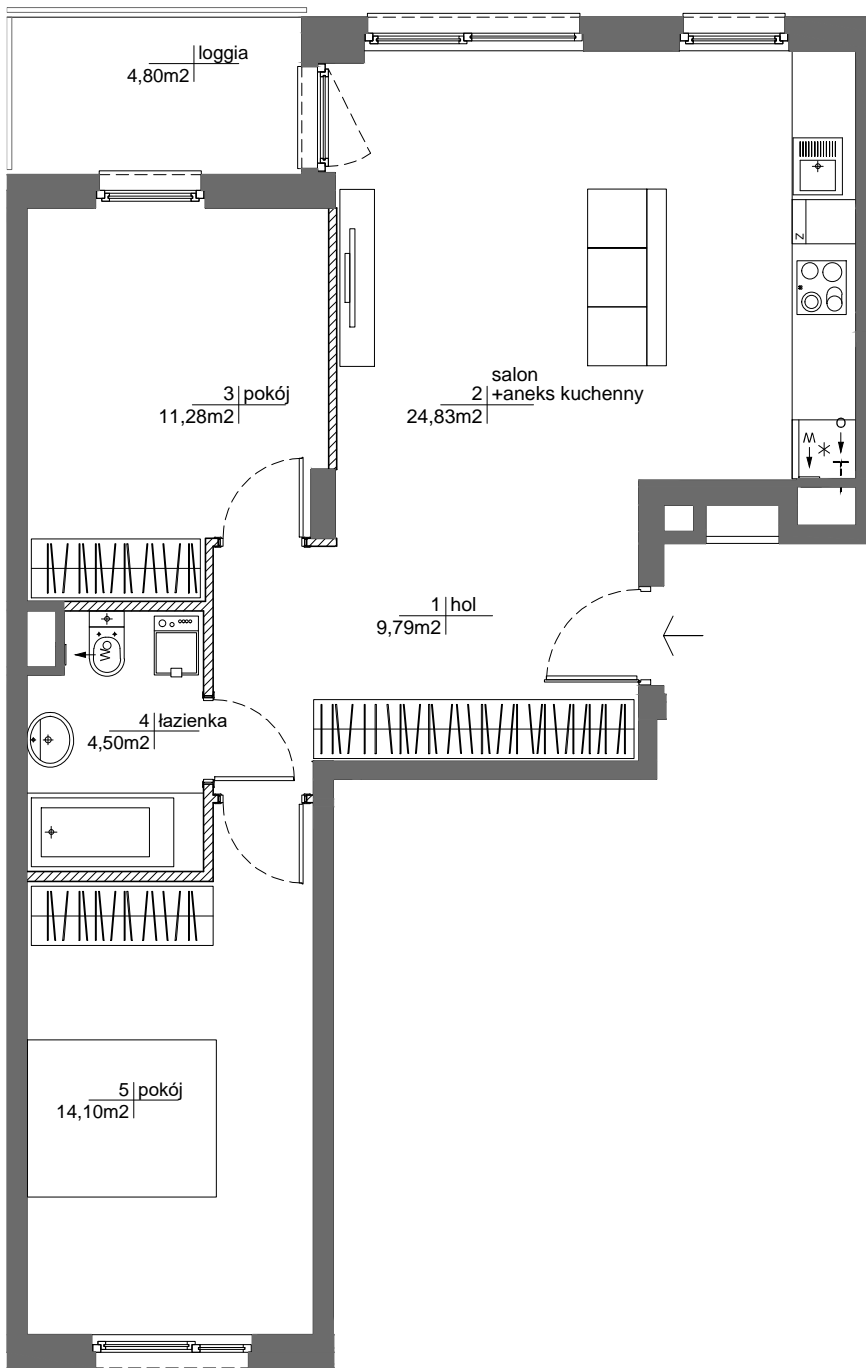 loggia
4,80m2
Z
salon
2 +aneks kuchenny
24,83m2
3 pokój
11,28m2
W
O
1 hol
9,79m2
Wo
4 łazienka
4,50m2
5 pokój
14,10m2